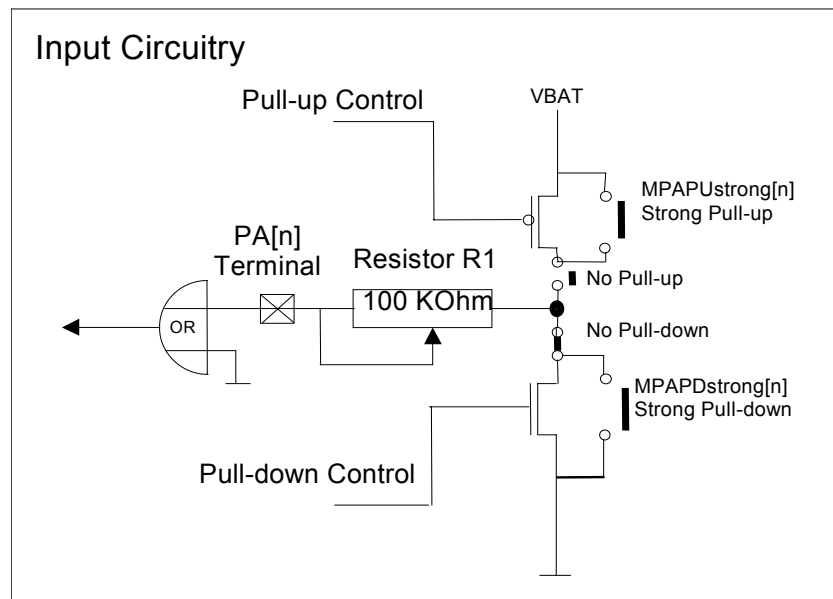 Input Circuitry
Pull-up Control
VBAT
MPAPUstrong[n]
Strong Pull-up
PA[n]
Terminal
Resistor R1
100 KOhm
No Pull-up
OR
No Pull-down
MPAPDstrong[n]
Strong Pull-down
Pull-down Control